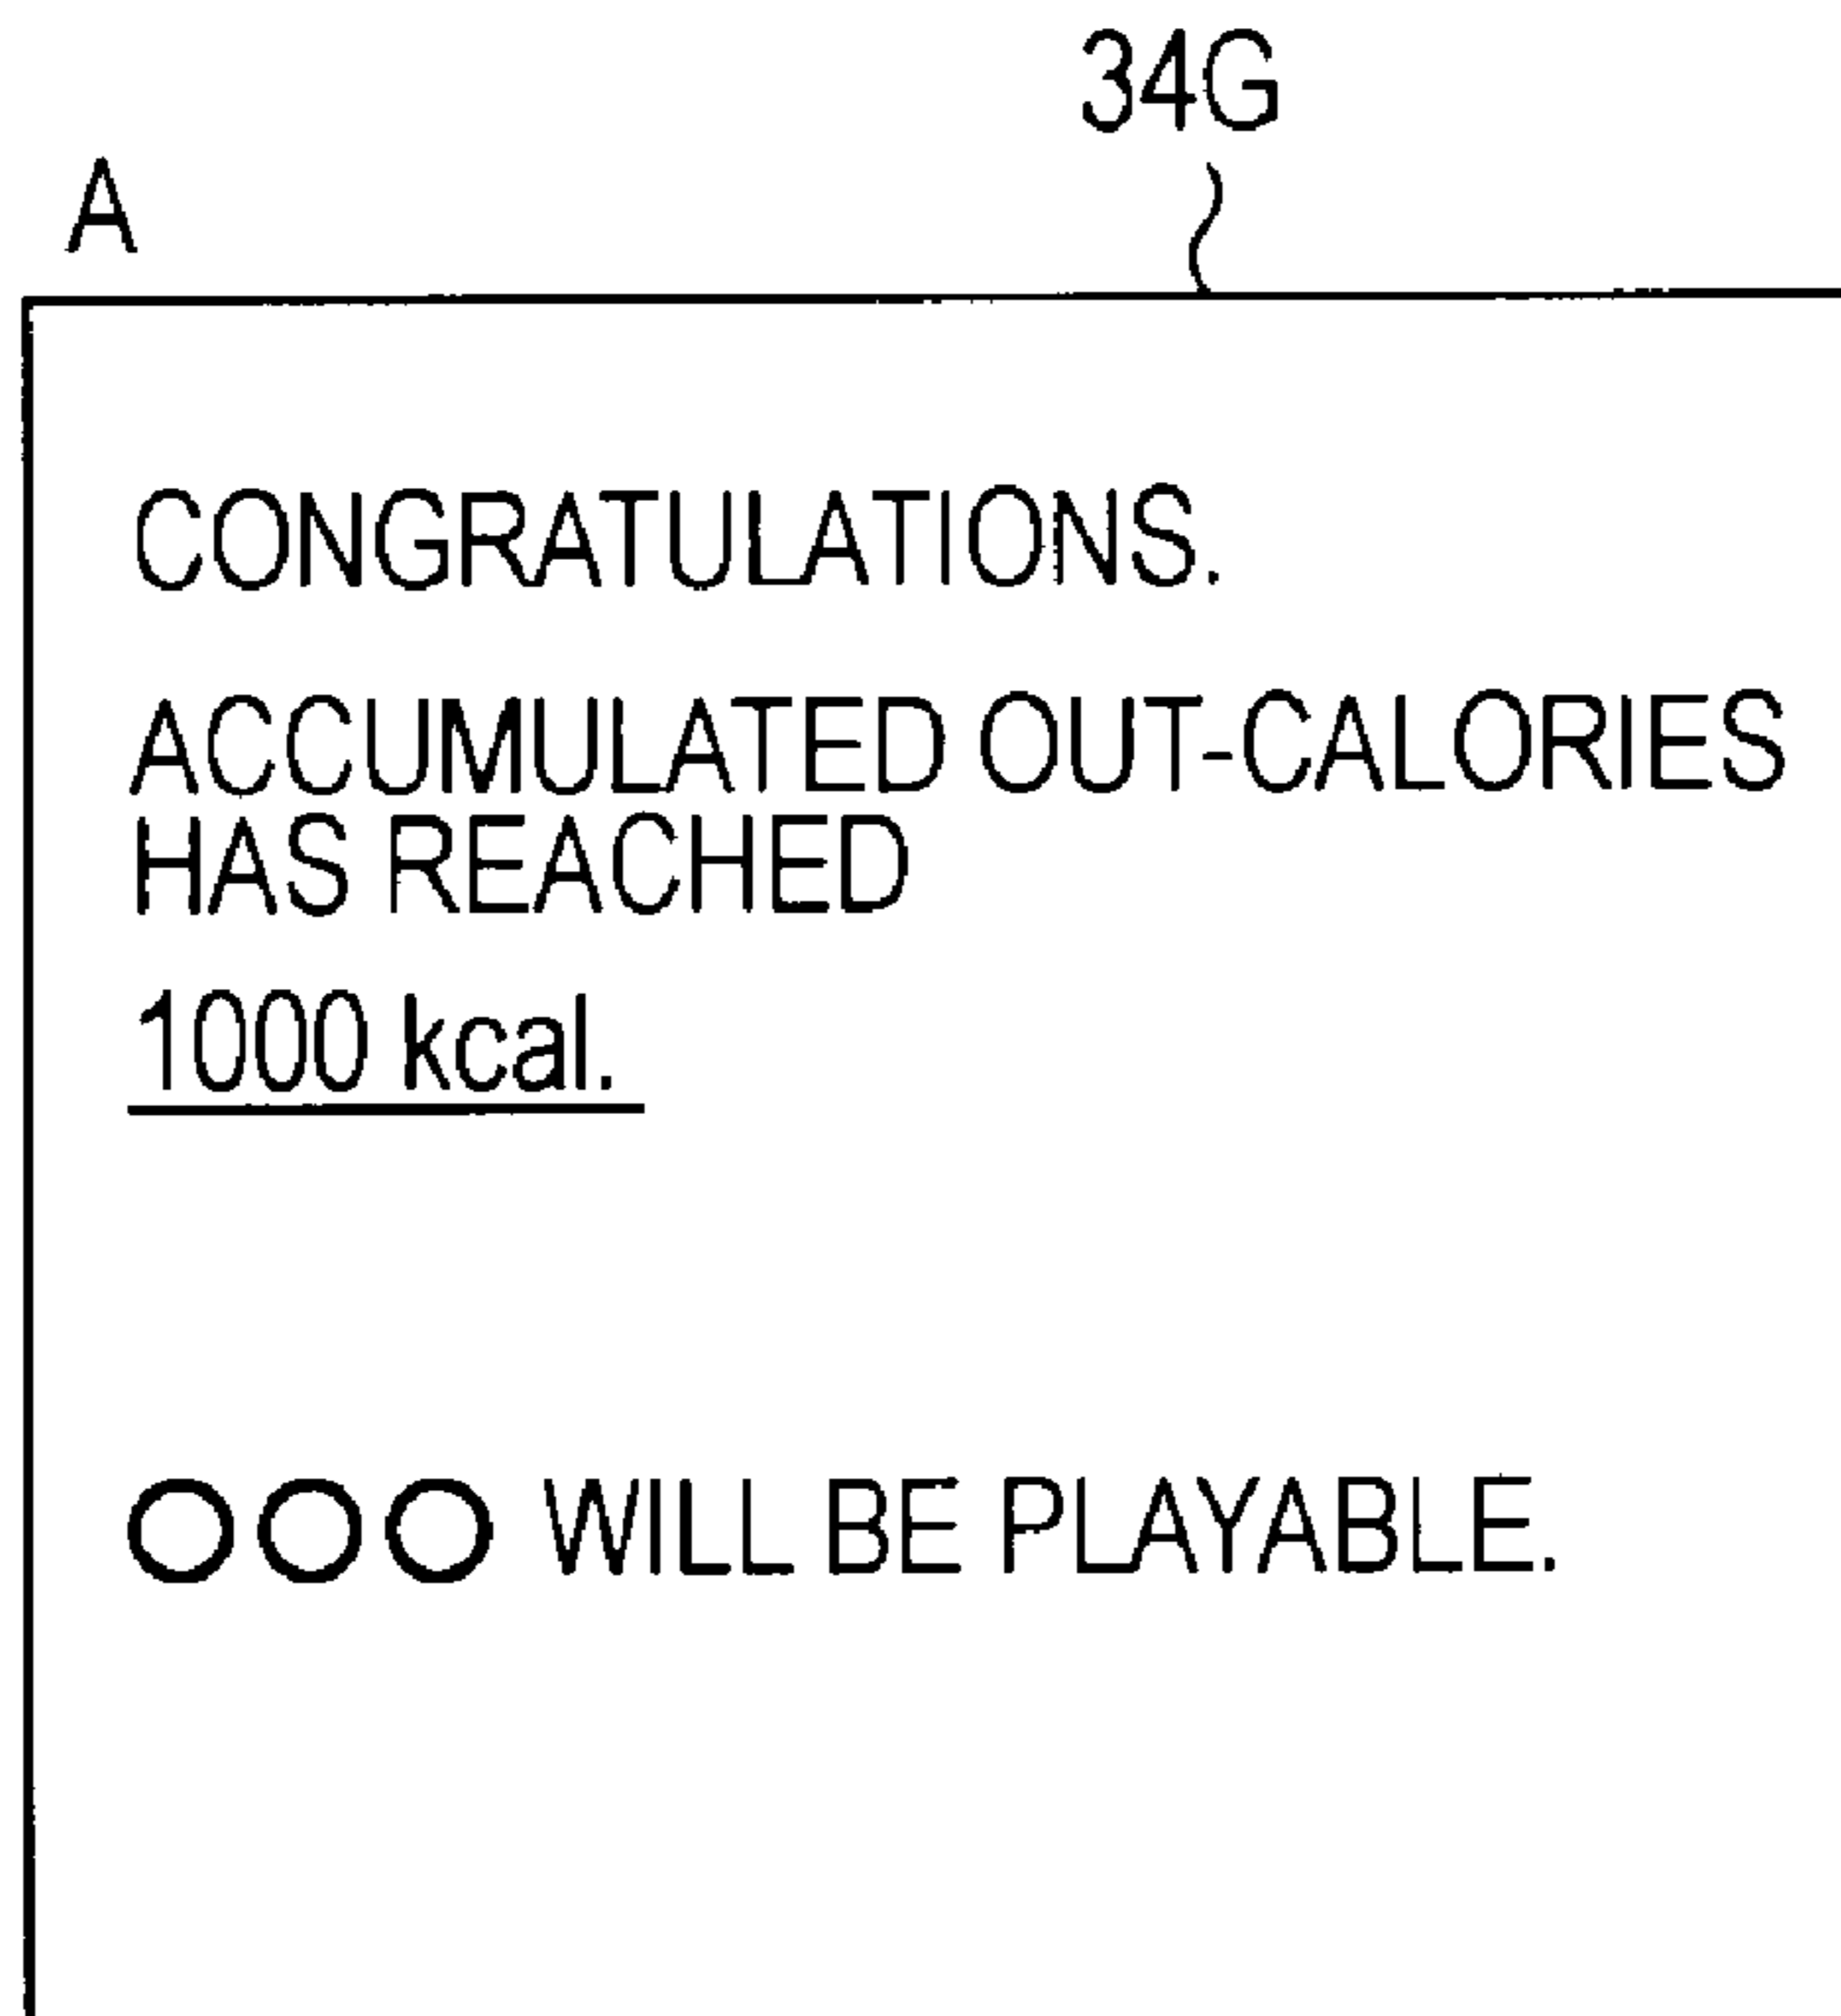 34G
A
CONGRATULATIONS.
ACCUMULATED OUT-CALORIES
HAS REACHED
1000 kcal.
○○○ WILL BE PLAYABLE.